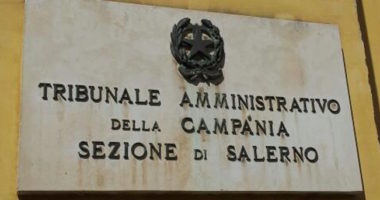 TRIBUNALE AMMINISTRATIVO
DELLA CAMPANIA
SEZIONE DI SALERNO